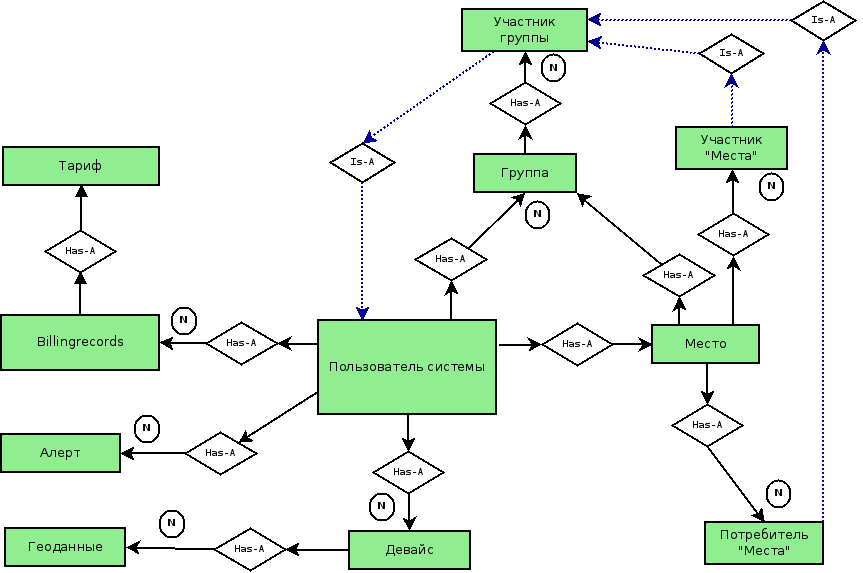 Участник
группы
Is-A
Is-A
N
Has-A
Участник
"Места"
Is-A
Тариф
Группа
N
N
Has-A
Has-A
Has-A
Has-A
N
Billingrecords
Has-A
Пользователь системы
Has-A
Место
N
Has-A
Алерт
Has-A
Has-A
N
N
N
Геоданные
Has-A
Девайс
Потребитель
"Места"